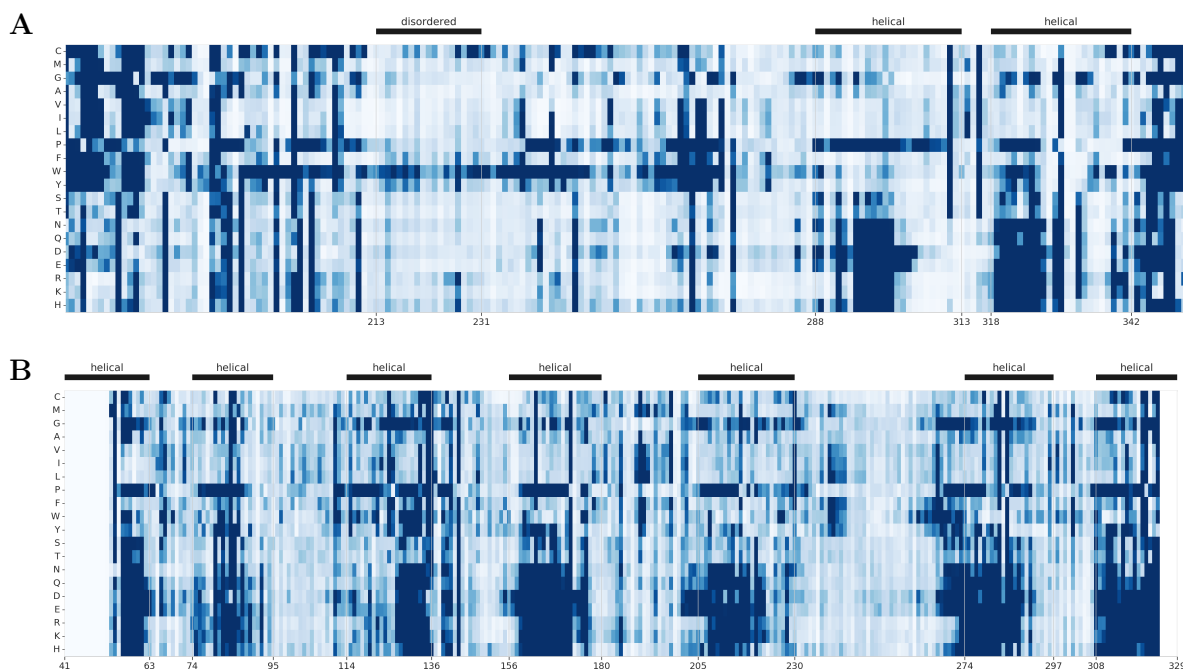 A
disordered
helical
helical
C
M
G
A
V
I
L
P
F
W
Y
S
T
N
Q
D
E
R
K
H
213
231
288
313
318
342
B
helical
helical
helical
helical
helical
helical
helical
C
M
G
A
V
I
L
P
F
W
Y
S
T
N
Q
D
E
R
K
H
41
63
74
95
114
136
156
180
205
230
274
297
308